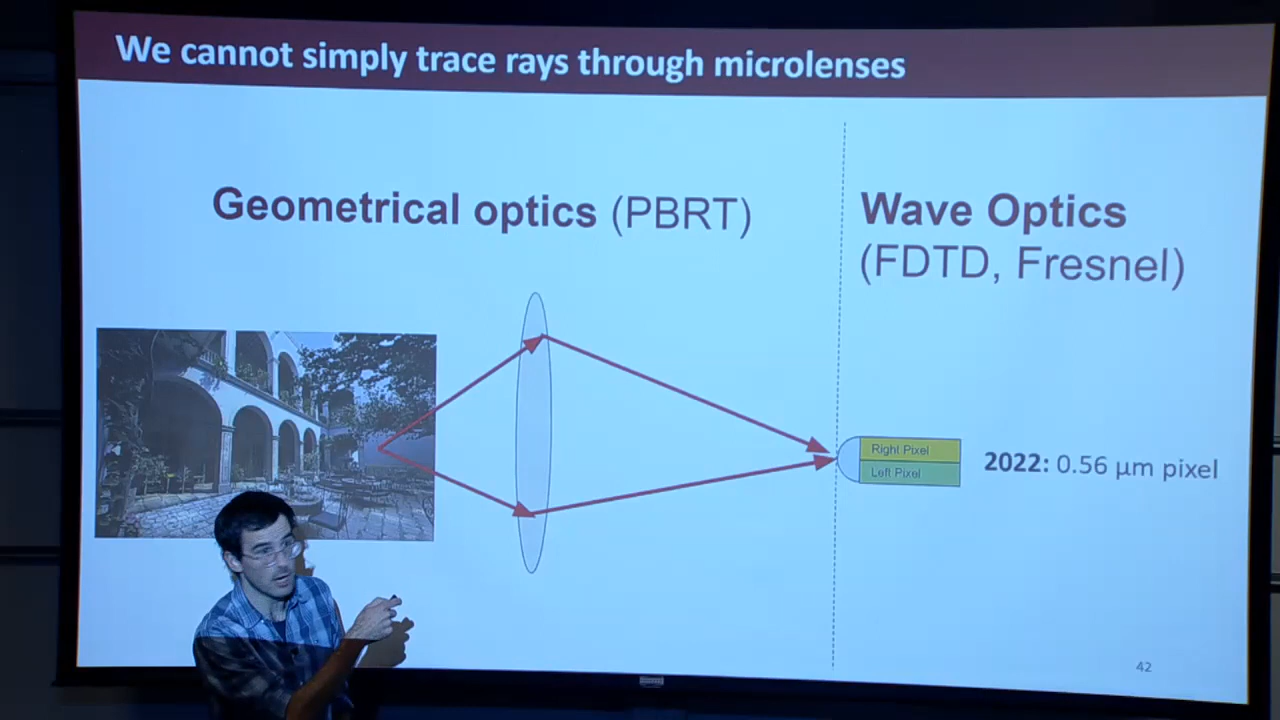 We cannot simply trace rays through microlenses
Geometrical optics (PBRT)
Wave Optics
(FDTD, Fresnel)
Right Pixel
Left Pixel
2022: 0.56 µm pixel
42